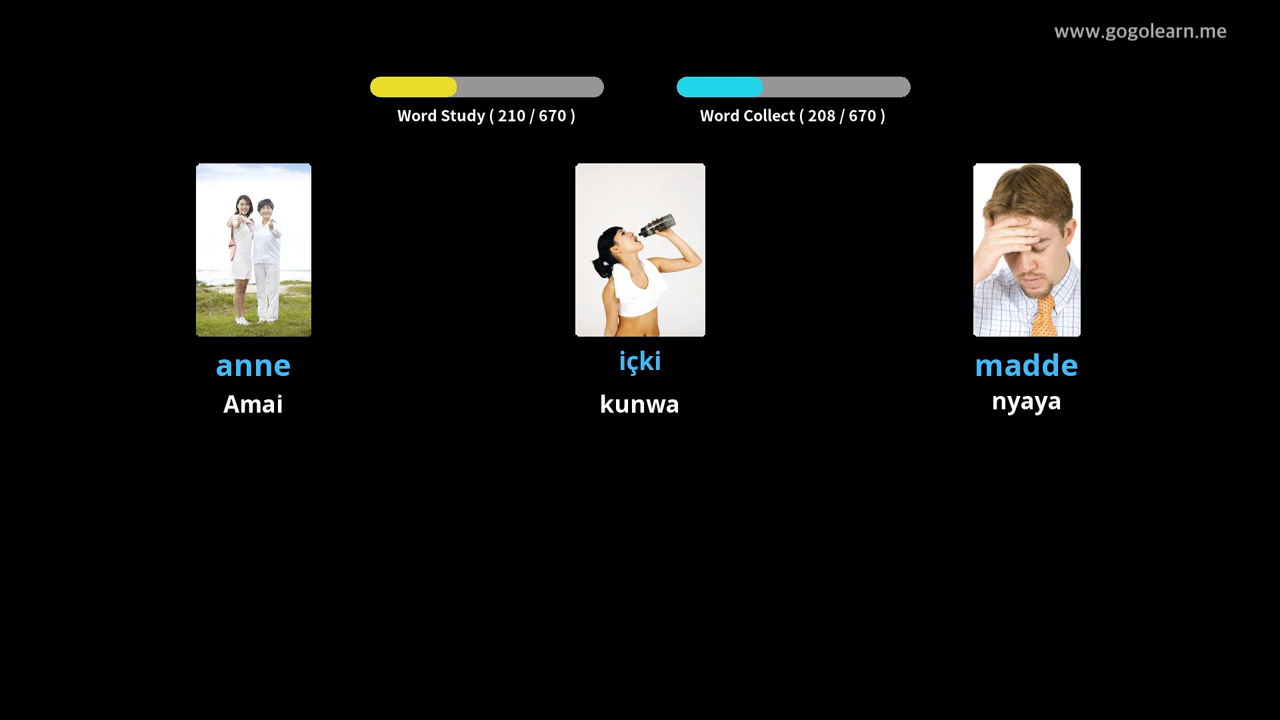 www.gogolearn.me
Word Study ( 210 / 670 )
Word Collect ( 208 / 670 )
anne
içki
madde
Amai
kunwa
nyaya